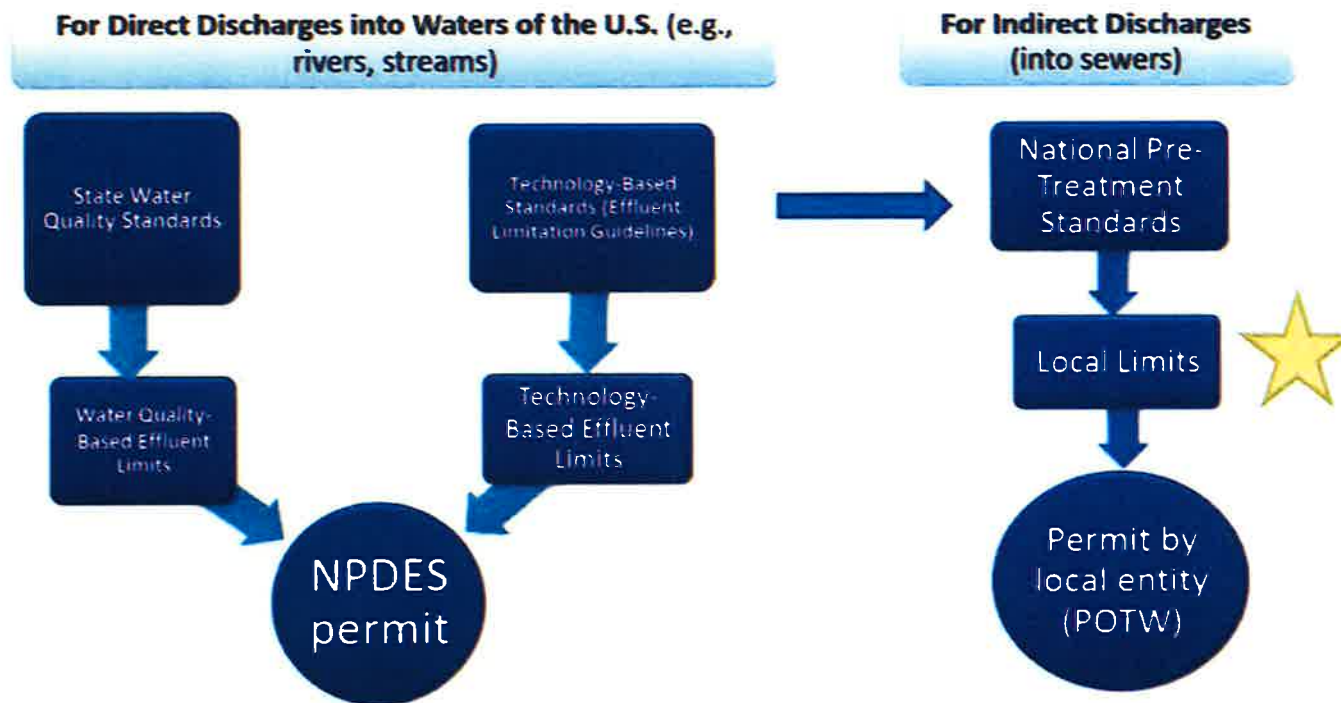 For Direct Discharges into Waters of the U.S. (e.g.,
rivers, streams)
For Indirect Discharges
(into sewers)
State Water
Quality Standards
Technology-Based
Standards (Effluent
Limitation Guidelines)
National Pre-
Treatment
Standards
Water Quality-
Based Effluent
Limits
Technology-
Based Effluent
Limits
Local Limits
NPDES
permit
Permit by
local entity
(POTW)